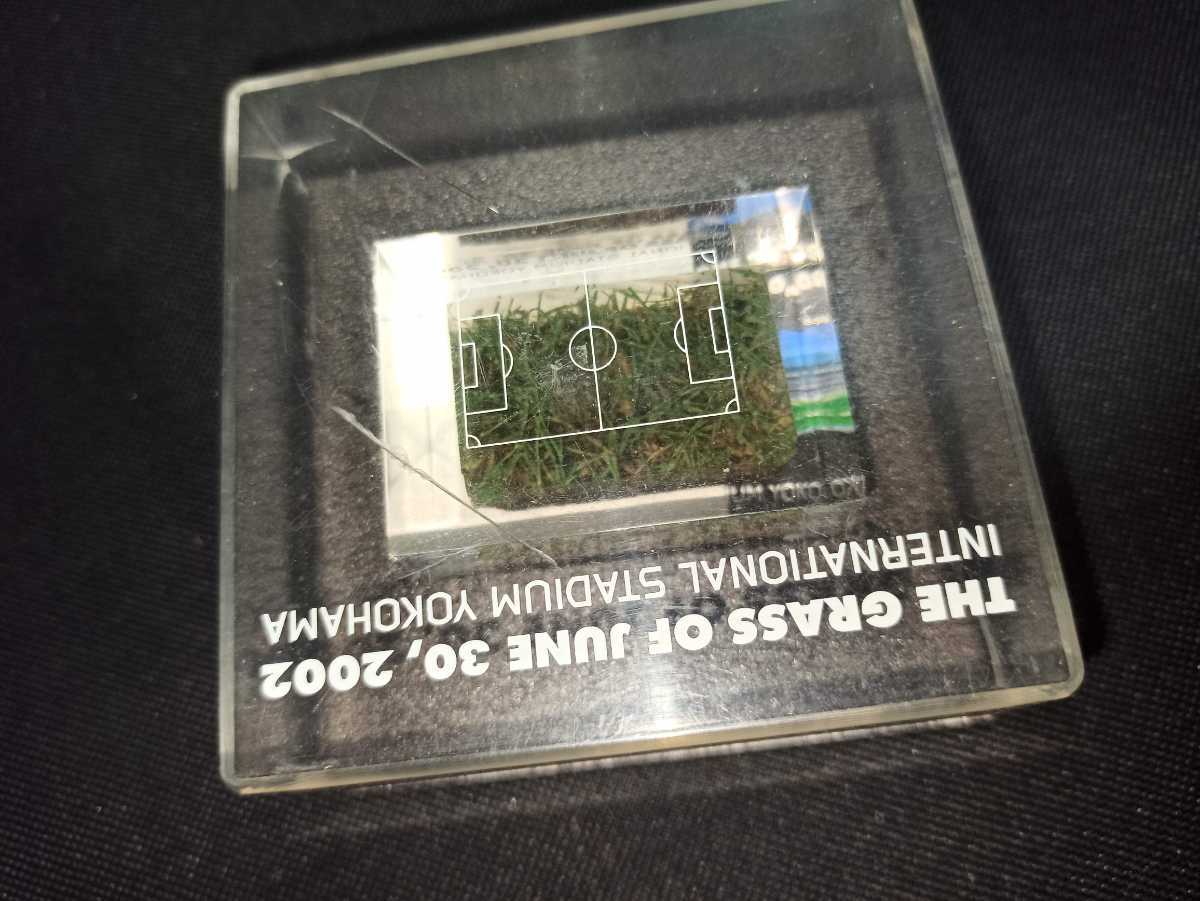 THE GRASS OF JUNE 30, 2002
INTERNATIONAL STADIUM YOKOHAMA